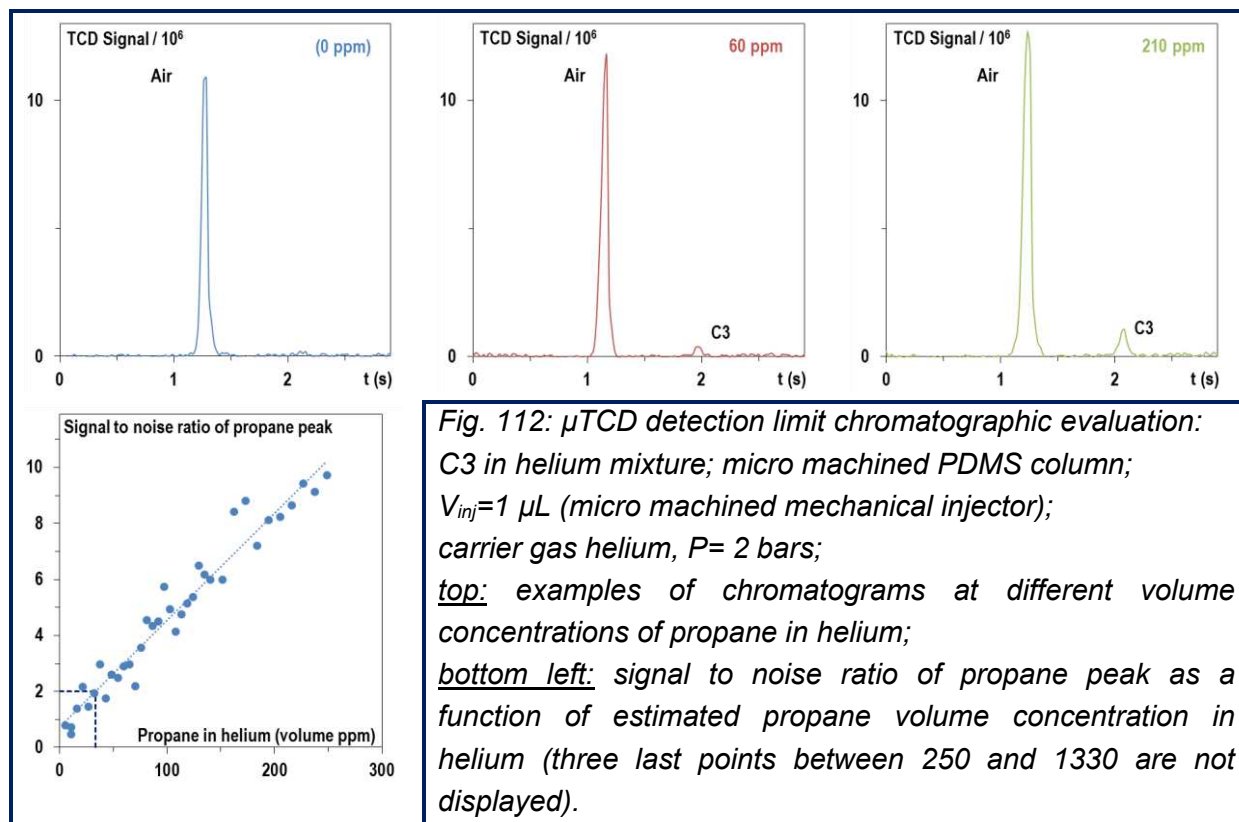 TCD Signal / 10⁶ (0 ppm)
Air
10
0
0 1 2 t (s)
TCD Signal / 10⁶ 60 ppm
Air
10
C3
0
0 1 2 t (s)
TCD Signal / 10⁶ 210 ppm
Air
10
C3
0
0 1 2 t (s)
Signal to noise ratio of propane peak
10
8
6
4
2
0
Propane in helium (volume ppm)
0 100 200 300
Fig. 112: µTCD detection limit chromatographic evaluation:
C3 in helium mixture; micro machined PDMS column;
Vinj=1 µL (micro machined mechanical injector);
carrier gas helium, P= 2 bars;
top: examples of chromatograms at different volume
concentrations of propane in helium;
bottom left: signal to noise ratio of propane peak as a
function of estimated propane volume concentration in
helium (three last points between 250 and 1330 are not
displayed).